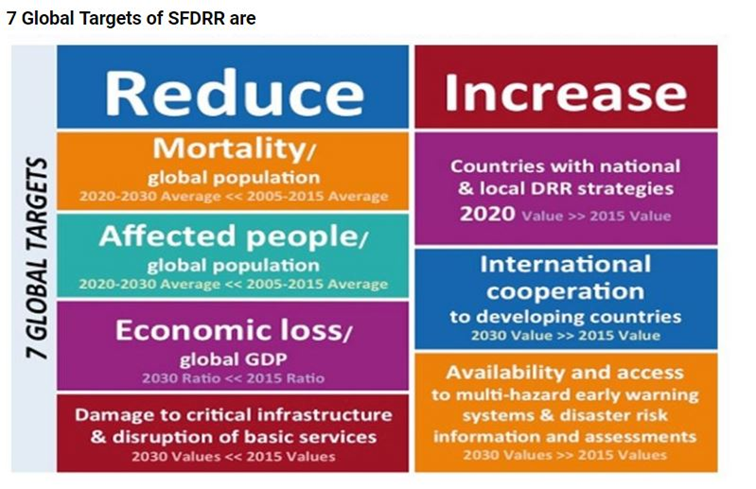 7 Global Targets of SFDRR are
7 GLOBAL TARGETS
Reduce
Mortality/
global population
2020-2030 Average << 2005-2015 Average
Affected people/
global population
2020-2030 Average << 2005-2015 Average
Economic loss/
global GDP
2030 Ratio << 2015 Ratio
Damage to critical infrastructure
& disruption of basic services
2030 Values << 2015 Values
Increase
Countries with national
& local DRR strategies
2020 Value >> 2015 Value
International
cooperation
to developing countries
2030 Value >> 2015 Value
Availability and access
to multi-hazard early warning
systems & disaster risk
information and assessments
2030 Values >> 2015 Values